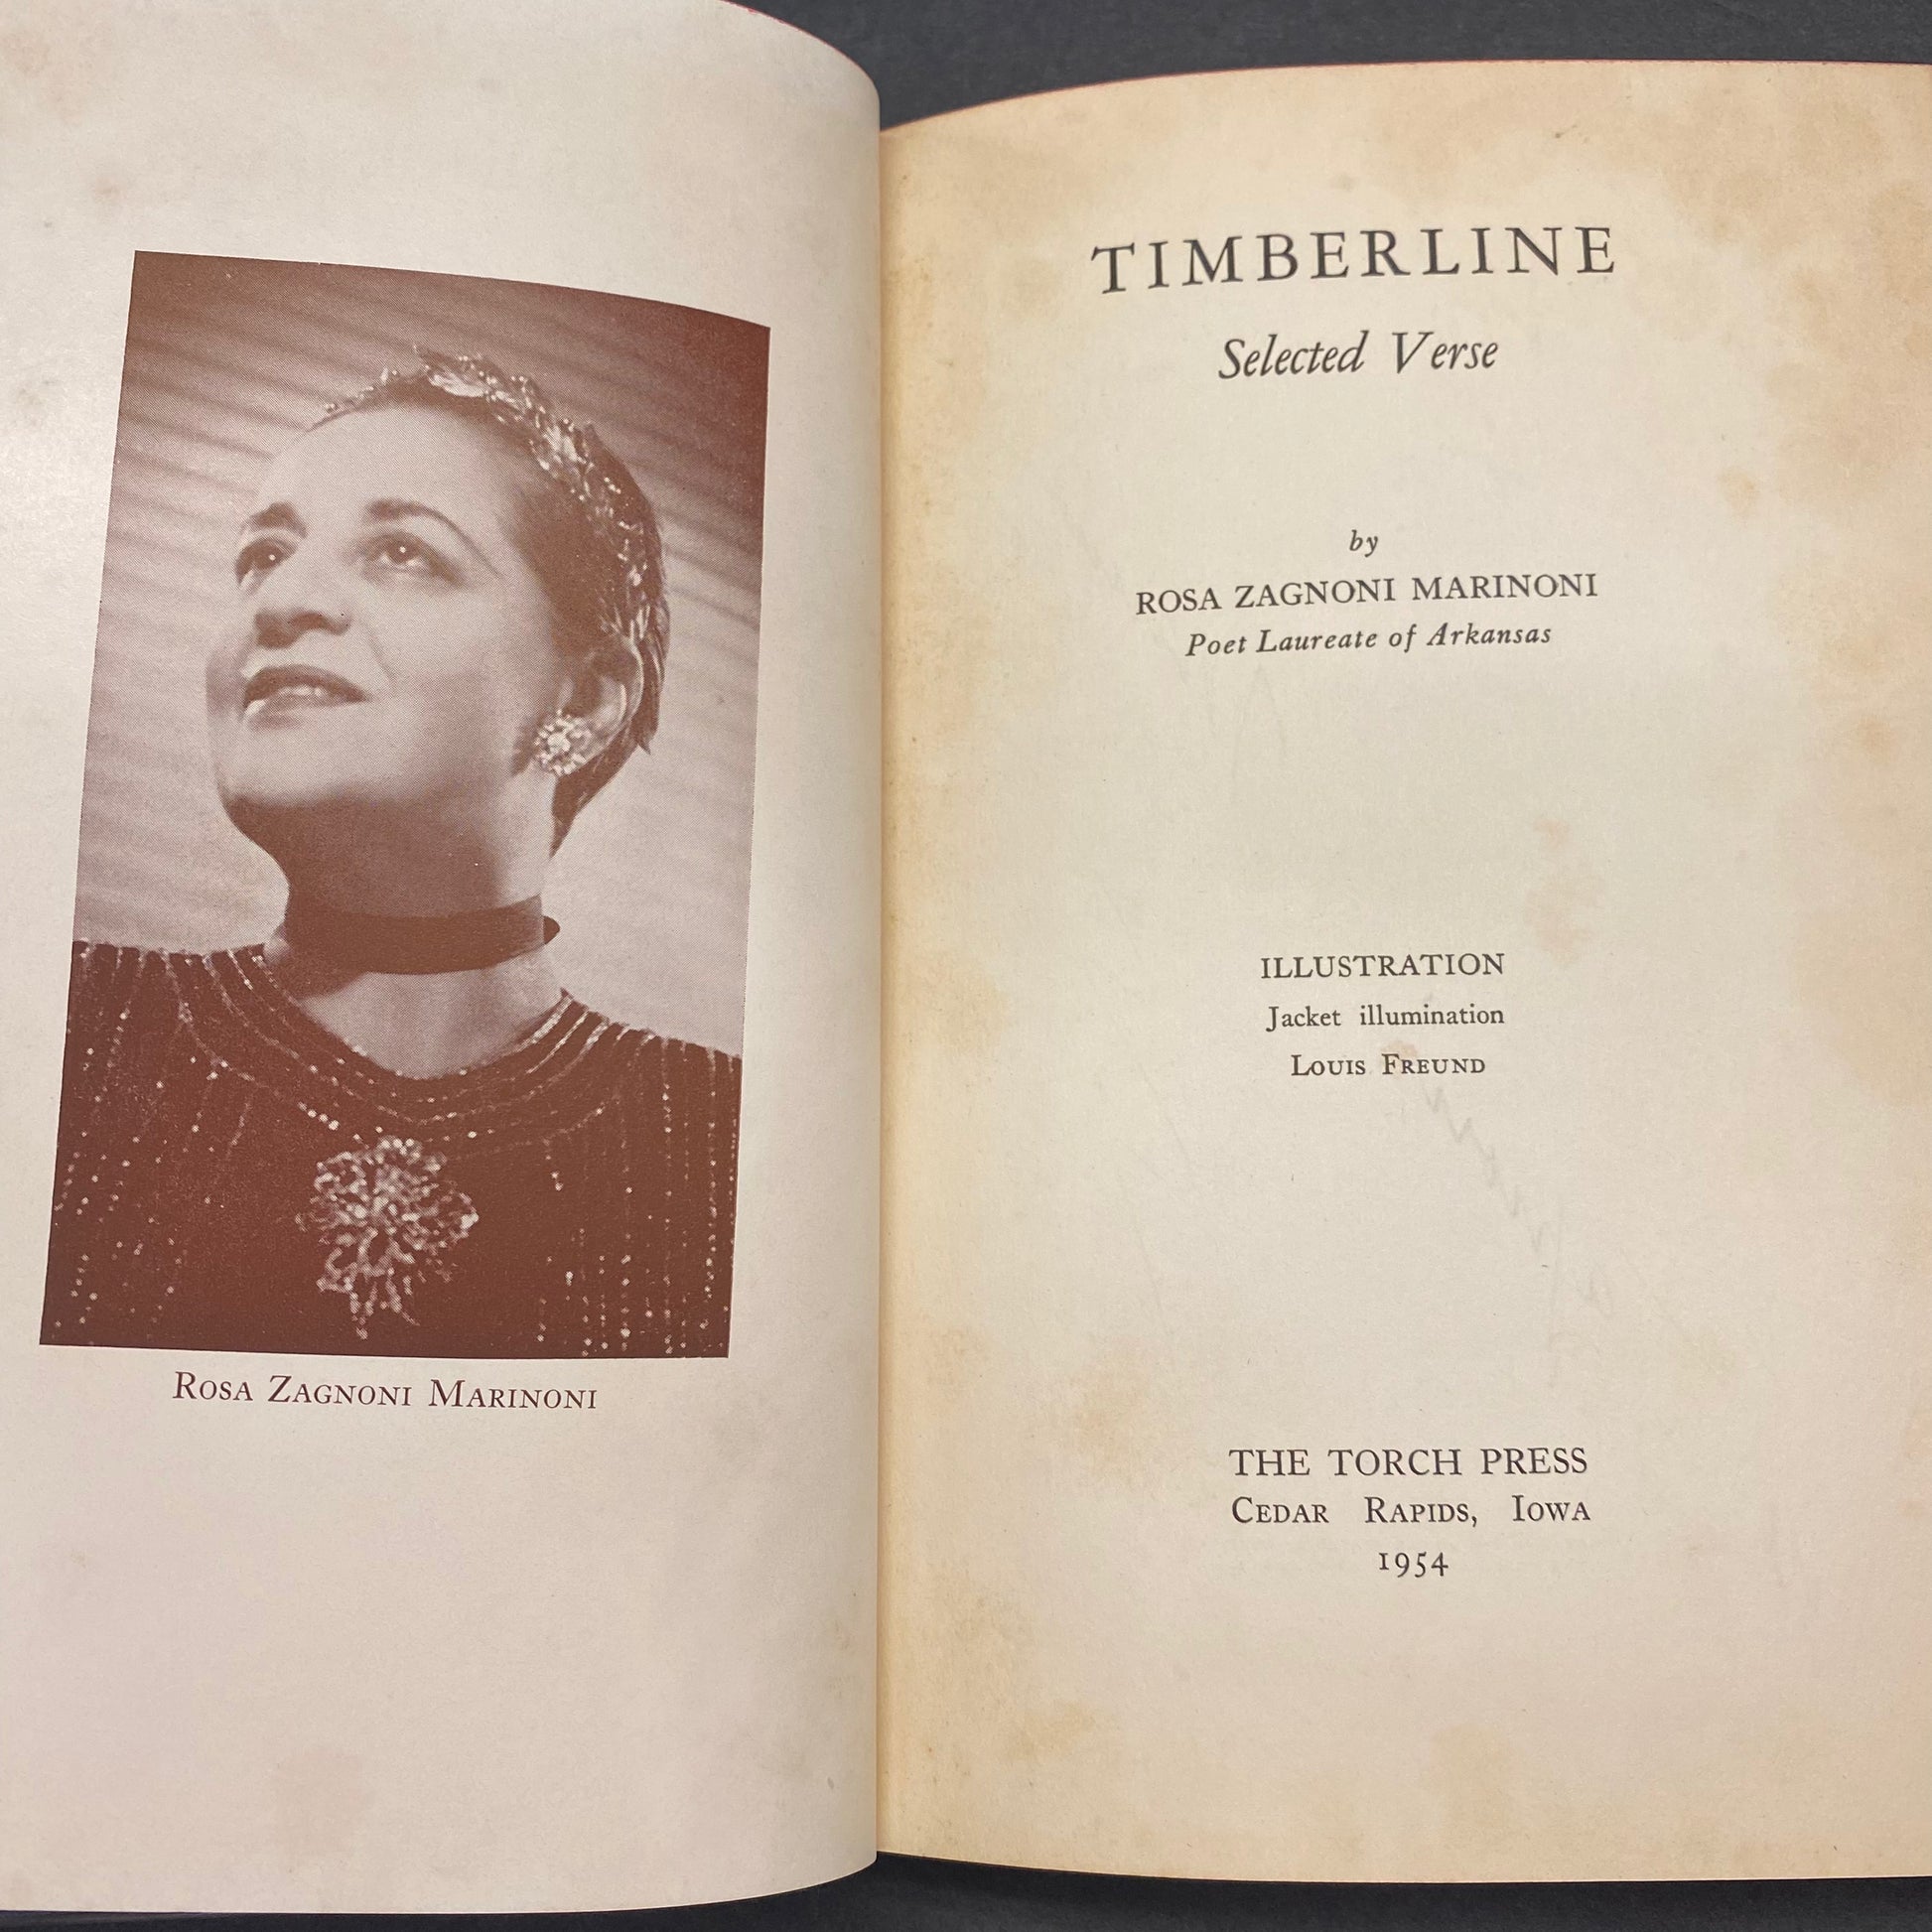 ROSA ZAGNONI MARINONI
TIMBERLINE
Selected Verse
by
ROSA ZAGNONI MARINONI
Poet Laureate of Arkansas
ILLUSTRATION
Jacket illumination
LOUIS FREUND
THE TORCH PRESS
CEDAR RAPIDS, IOWA
1954